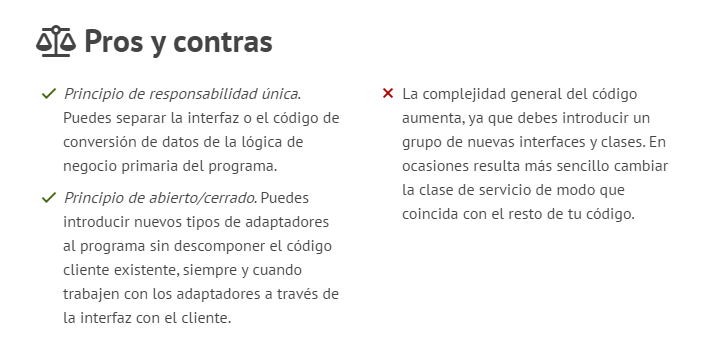 Pros y contras
Principio de responsabilidad única.
Puedes separar la interfaz o el código de
conversión de datos de la lógica de
negocio primaria del programa.
Principio de abierto/cerrado. Puedes
introducir nuevos tipos de adaptadores
al programa sin descomponer el código
cliente existente, siempre y cuando
trabajen con los adaptadores a través de
la interfaz con el cliente.
La complejidad general del código
aumenta, ya que debes introducir un
grupo de nuevas interfaces y clases. En
ocasiones resulta más sencillo cambiar
la clase de servicio de modo que
coincida con el resto de tu código.